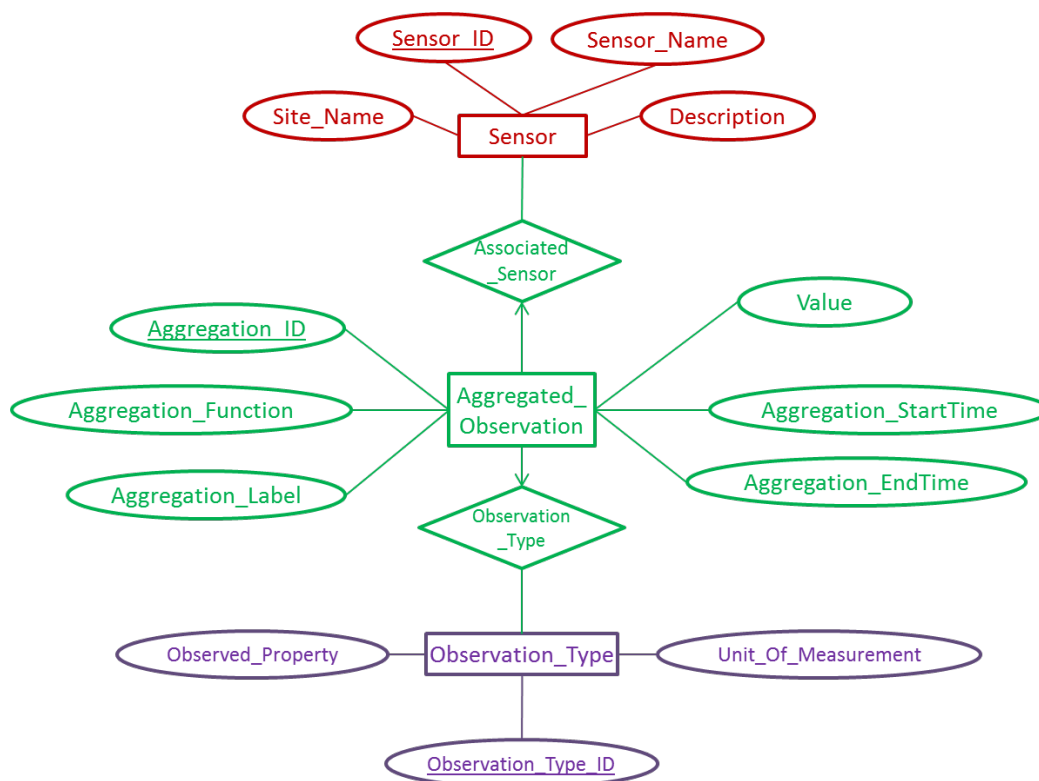 Sensor_ID
Sensor_Name
Site_Name
Sensor
Description
Associated
_Sensor
Aggregation_ID
Value
Aggregation_Function
Aggregated_
Observation
Aggregation_StartTime
Aggregation_Label
Aggregation_EndTime
Observation
_Type
Observed_Property
Observation_Type
Unit_Of_Measurement
Observation_Type_ID